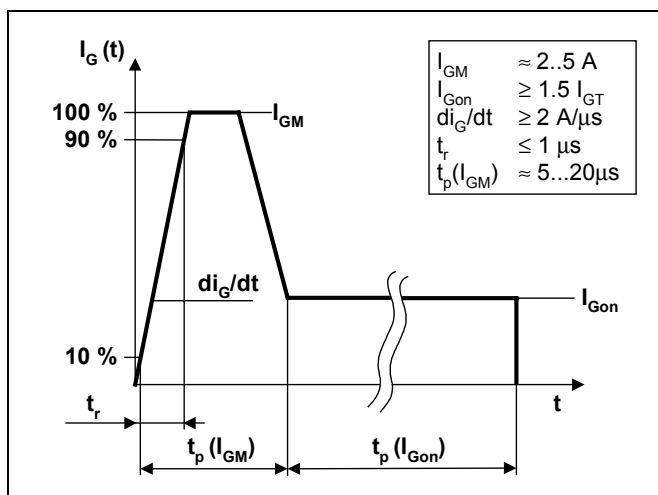 I_G (t)
100 %
90 %
10 %
I_GM
di_G/dt
I_Gon
t
t_r
t_p (I_GM)
t_p (I_Gon)
I_GM ≈ 2..5 A
I_Gon ≥ 1.5 I_GT
di_G/dt ≥ 2 A/μs
t_r ≤ 1 μs
t_p(I_GM) ≈ 5...20μs